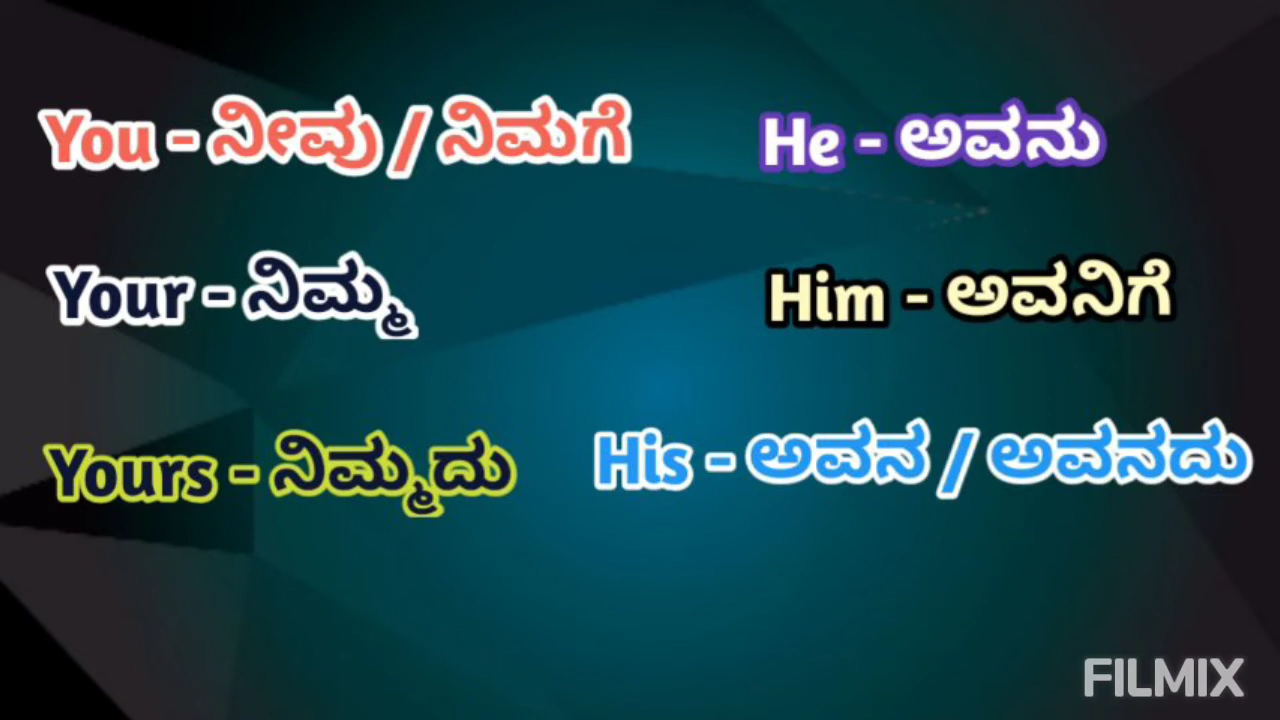 You - ನೀವು / ನಿಮಗೆ
Your - ನಿಮ್ಮ
Yours - ನಿಮ್ಮದು
He - ಅವನು
Him - ಅವನಿಗೆ
His - ಅವನ / ಅವನದು
FILMIX